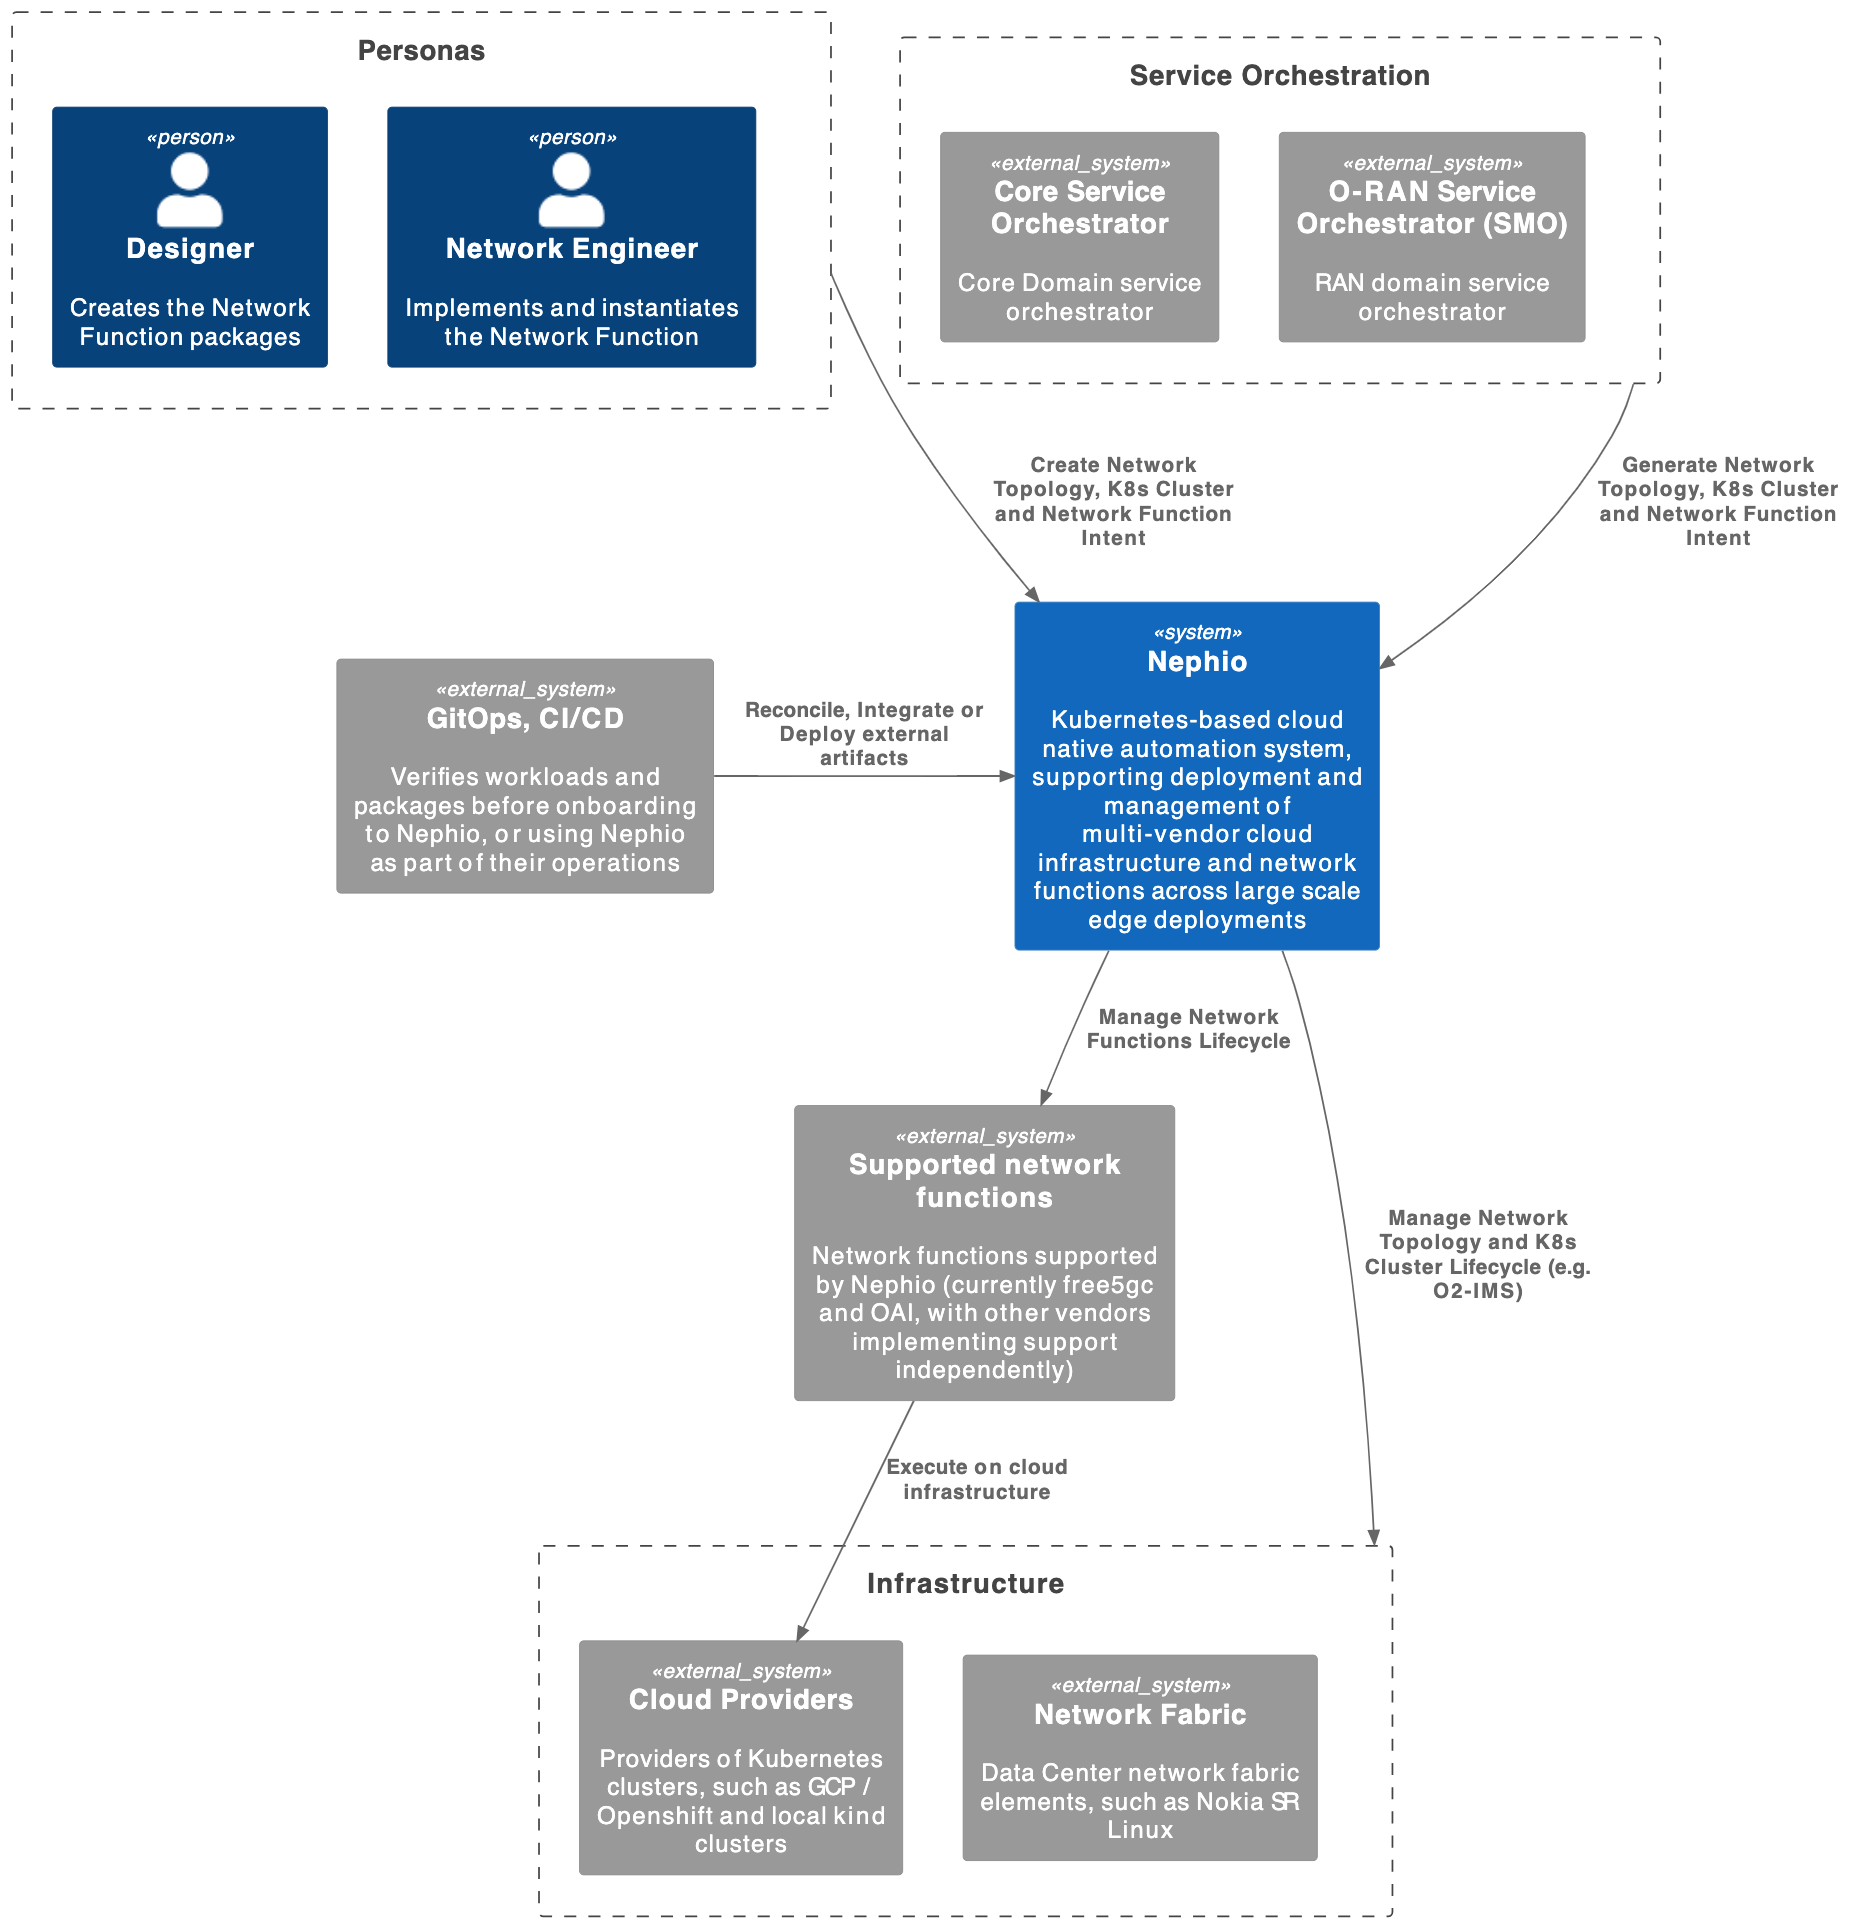 Personas
«person»
Designer
Creates the Network
Function packages
«person»
Network Engineer
Implements and instantiates
the Network Function
Service Orchestration
«external_system»
Core Service
Orchestrator
Core Domain service
orchestrator
«external_system»
O-RAN Service
Orchestrator (SMO)
RAN domain service
orchestrator
Create Network
Topology, K8s Cluster
and Network Function
Intent
Generate Network
Topology, K8s Cluster
and Network Function
Intent
«external_system»
GitOps, CI/CD
Verifies workloads and
packages before onboarding
to Nephio, or using Nephio
as part of their operations
Reconcile, Integrate or
Deploy external
artifacts
«system»
Nephio
Kubernetes-based cloud
native automation system,
supporting deployment and
management of
multi-vendor cloud
infrastructure and network
functions across large scale
edge deployments
Manage Network
Functions Lifecycle
«external_system»
Supported network
functions
Network functions supported
by Nephio (currently free5gc
and OAI, with other vendors
implementing support
independently)
Manage Network
Topology and K8s
Cluster Lifecycle (e.g.
O2-IMS)
Execute on cloud
infrastructure
Infrastructure
«external_system»
Cloud Providers
Providers of Kubernetes
clusters, such as GCP /
Openshift and local kind
clusters
«external_system»
Network Fabric
Data Center network fabric
elements, such as Nokia SR
Linux